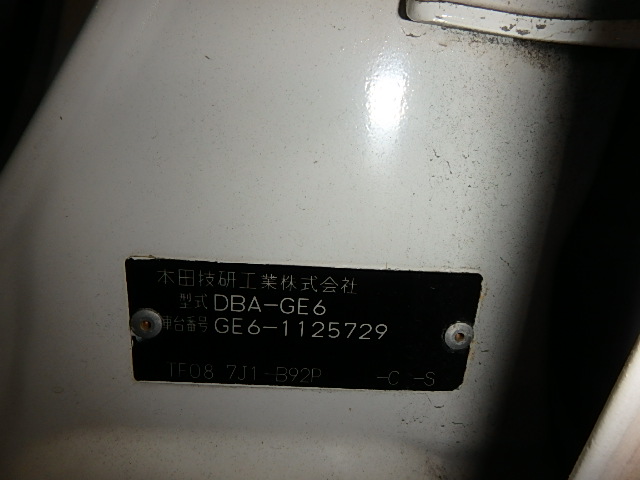 本田技研工業株式会社
型式 DBA-GE6
車台番号 GE6-1125729
1F08 7J1-B92P -C -S